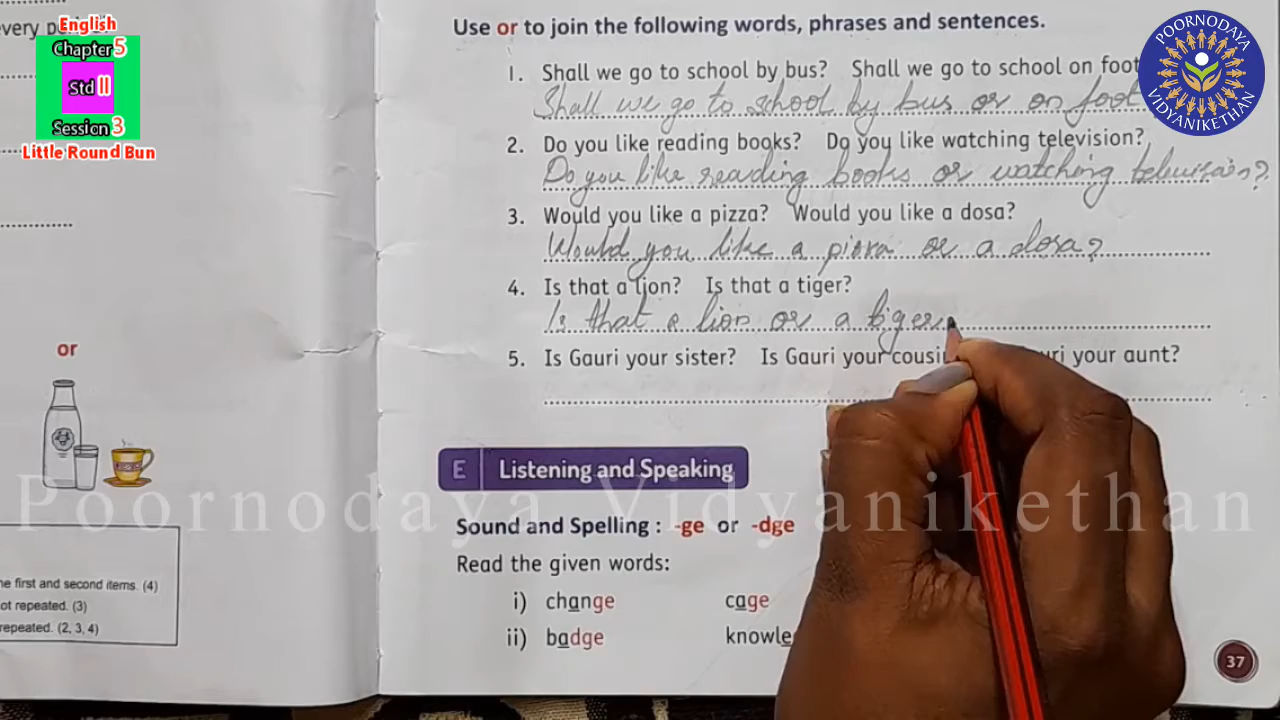 English
Chapter 5
Std II
Session 3
Little Round Bun
every
or
first and second items. (4)
ot repeated. (3)
repeated. (2, 3, 4)
Use or to join the following words, phrases and sentences.
1. Shall we go to school by bus? Shall we go to school on foot
Shall we go to school by bus or on foot
2. Do you like reading books? Do you like watching television?
Do you like reading books or watching television?
3. Would you like a pizza? Would you like a dosa?
Would you like a pizza or a dosa?
4. Is that a lion? Is that a tiger?
Is that a lion or a tiger
5. Is Gauri your sister? Is Gauri your cousi your aunt?
E Listening and Speaking
Sound and Spelling : -ge or -dge
Read the given words:
i) change cage
ii) badge knowle
37
POORNODAYA VIDYANIKETHAN
Poornodaya Vidyanikethan